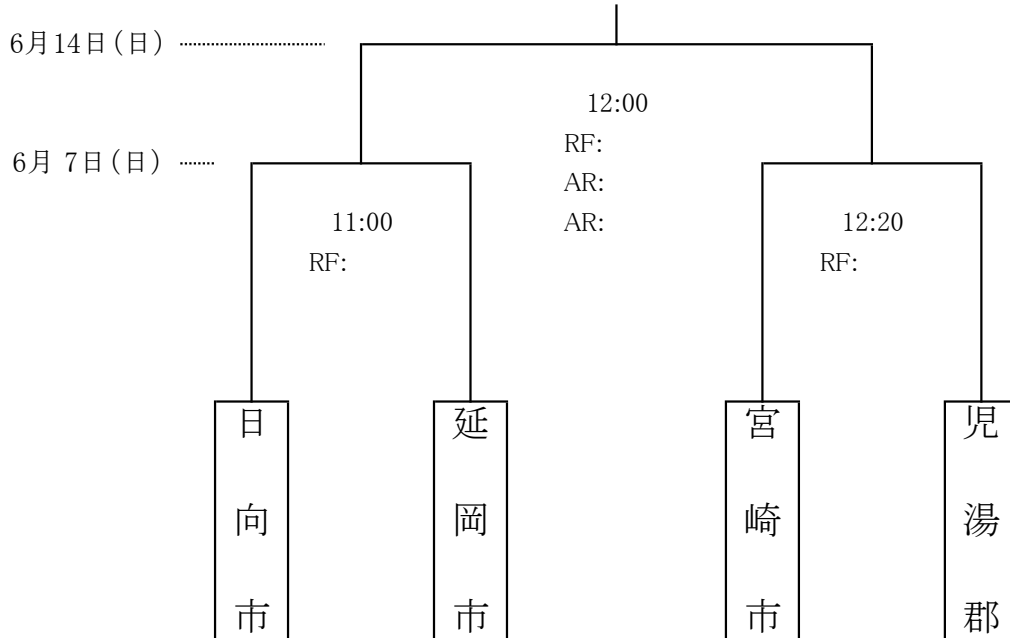 6月14日(日)
12:00
RF:
AR:
AR:
6月 7日(日)
11:00
RF:
12:20
RF:
日向市
延岡市
宮崎市
児湯郡